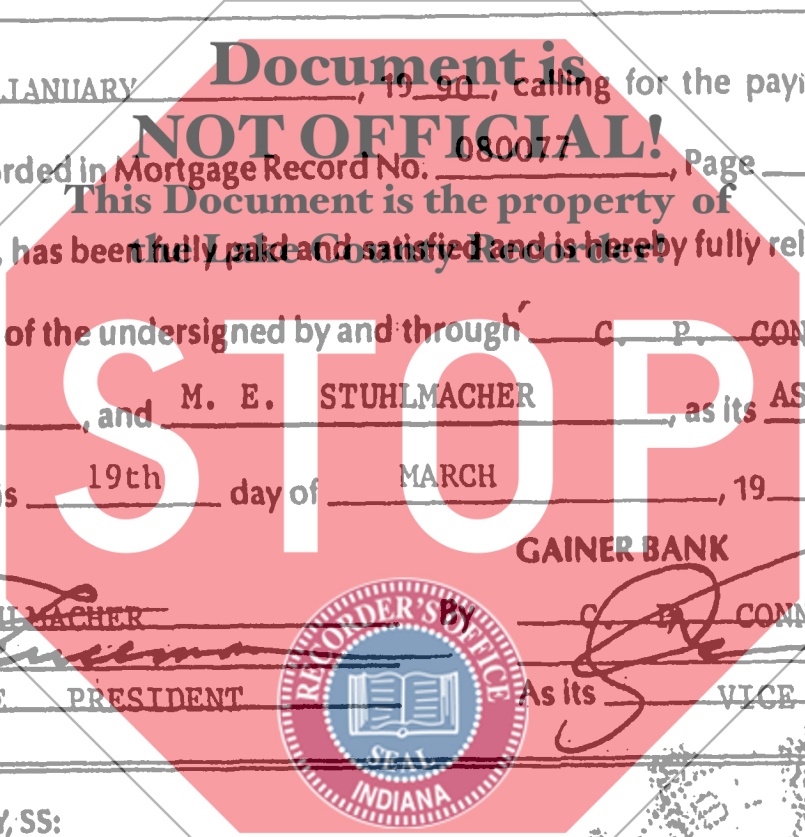 Document is
JANUARY , 19 90 , calling for the payi
NOT OFFICIAL!
rded in Mortgage Record No. 080077 , Page
This Document is the property of
the Lake County Recorder!
, has been fully paid and satisfied and is hereby fully rel
of the undersigned by and through C. P. CON
STOP
, and M. E. STUHLMACHER , as its AS
s 19th day of MARCH , 19
GAINER BANK
LMACHER By C. P. CONN
E PRESIDENT As its VICE
RECORDER'S OFFICE
SEAL
INDIANA
Y, SS: